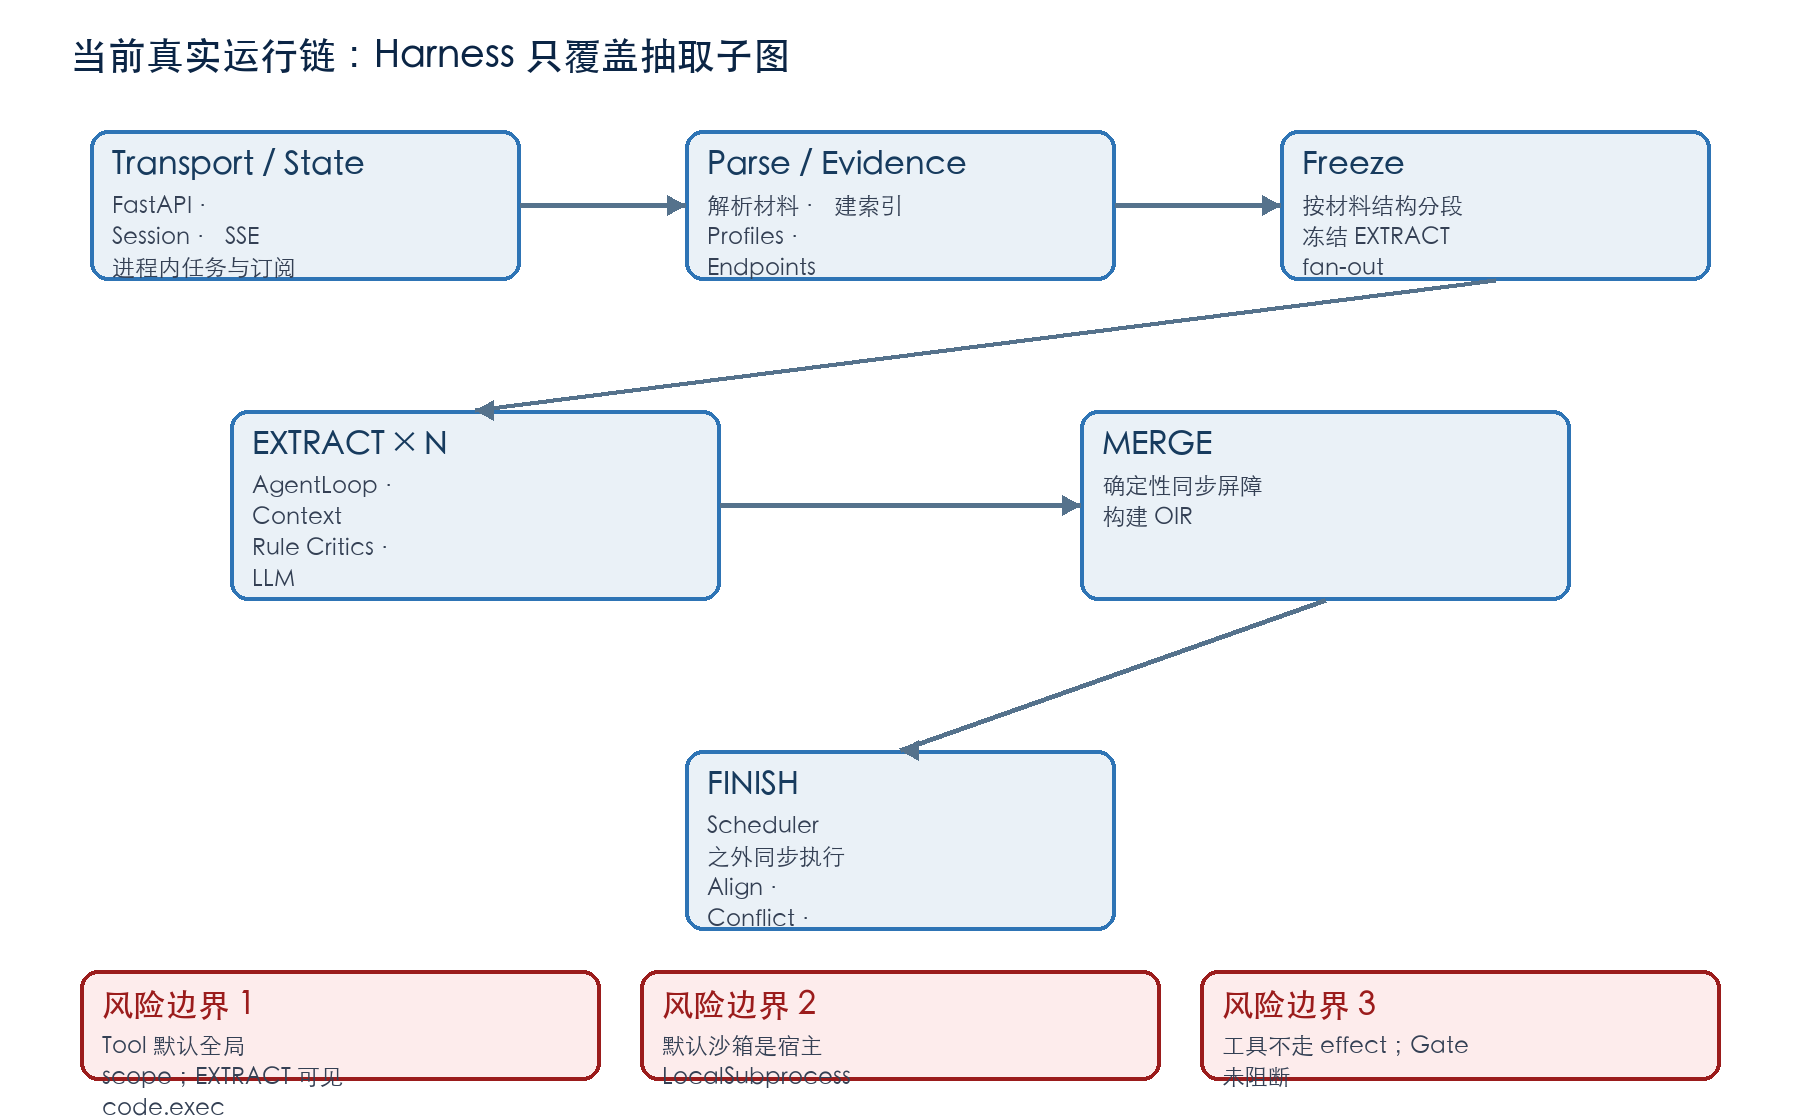 当前真实运行链：Harness 只覆盖抽取子图
Transport / State
FastAPI ·
Session · SSE
进程内任务与订阅
Parse / Evidence
解析材料 · 建索引
Profiles ·
Endpoints
Freeze
按材料结构分段
冻结 EXTRACT
fan-out
EXTRACT × N
AgentLoop ·
Context
Rule Critics ·
LLM
MERGE
确定性同步屏障
构建 OIR
FINISH
Scheduler
之外同步执行
Align ·
Conflict ·
风险边界 1
Tool 默认全局
scope；EXTRACT 可见
code.exec
风险边界 2
默认沙箱是宿主
LocalSubprocess
风险边界 3
工具不走 effect；Gate
未阻断